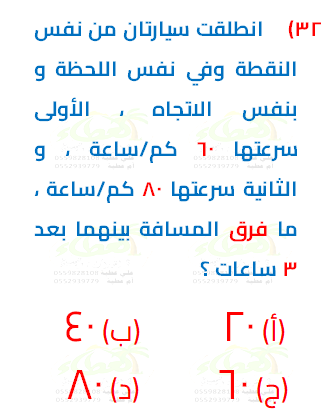 ٣٢) انطلقت سيارتان من نفس
النقطة وفي نفس اللحظة و
بنفس الاتجاه ، الأولى
سرعتها ٦٠ كم/ساعة ، و
الثانية سرعتها ٨٠ كم/ساعة ،
ما فرق المسافة بينهما بعد
٣ ساعات ؟
(أ) ٢٠ (ب) ٤٠
(ج) ٦٠ (د) ٨٠